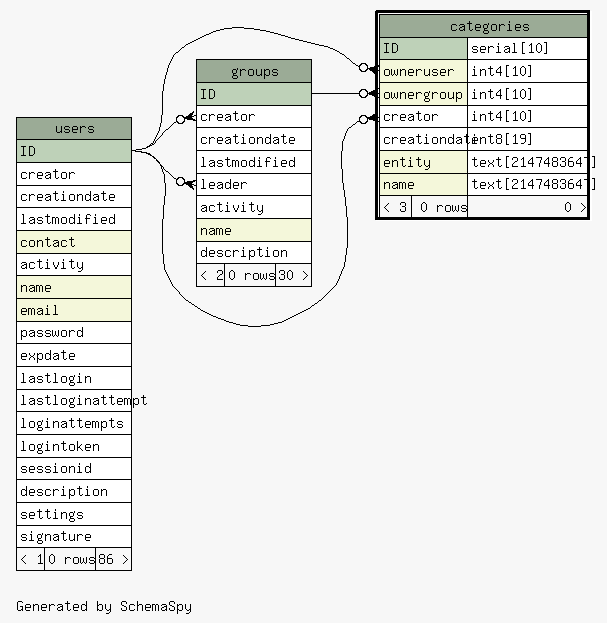 categories
ID serial[10]
owneruser int4[10]
ownergroup int4[10]
creator int4[10]
creationdate int8[19]
entity text[2147483647]
name text[2147483647]
< 3 0 rows 0 >
groups
ID
creator
creationdate
lastmodified
leader
activity
name
description
< 2 0 rows 30 >
users
ID
creator
creationdate
lastmodified
contact
activity
name
email
password
expdate
lastlogin
lastloginattempt
loginattempts
logintoken
sessionid
description
settings
signature
< 1 0 rows 86 >
Generated by SchemaSpy